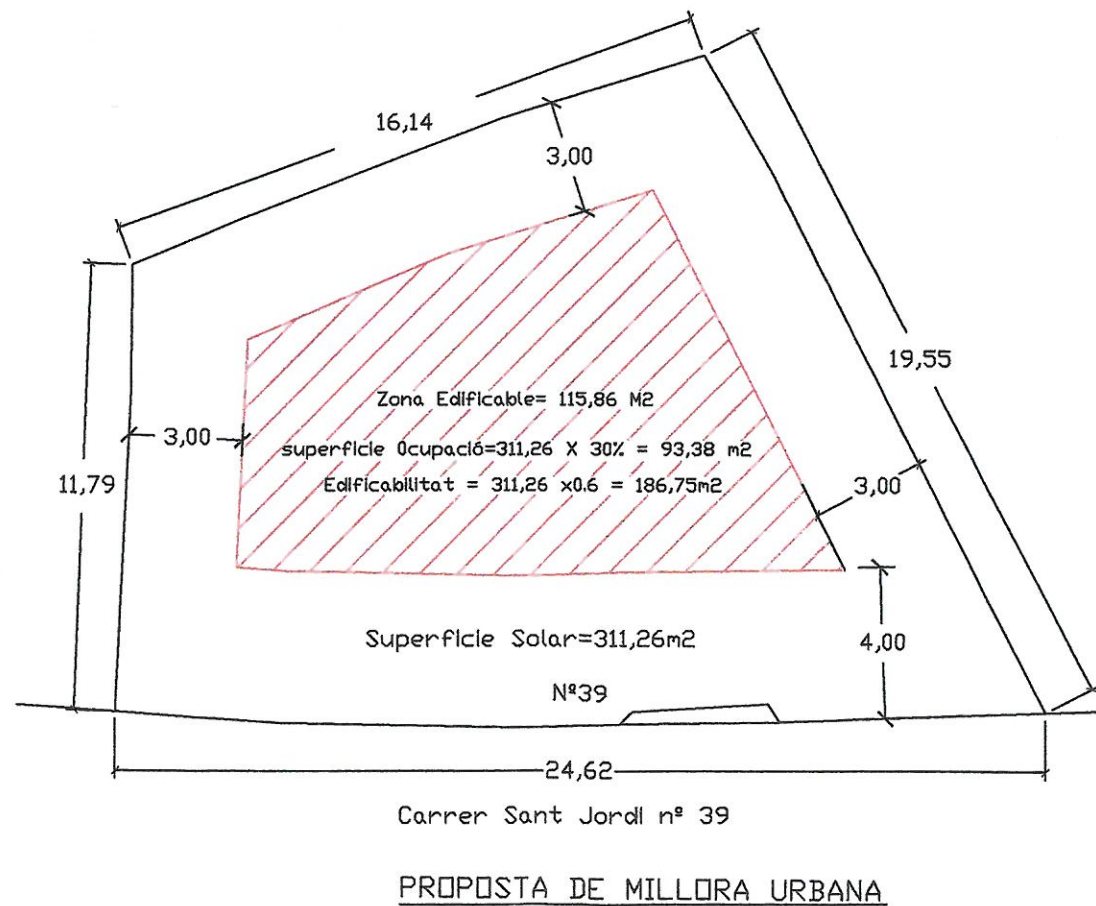 16,14
3,00
19,55
Zona Edificable= 115,86 M2
3,00
superficie Ocupació=311,26 X 30% = 93,38 m2
11,79
Edificabilitat = 311,26 x0.6 = 186,75m2
3,00
Superficie Solar=311,26m2
4,00
Nº39
24,62
Carrer Sant Jordi nº 39
PROPOSTA DE MILLORA URBANA